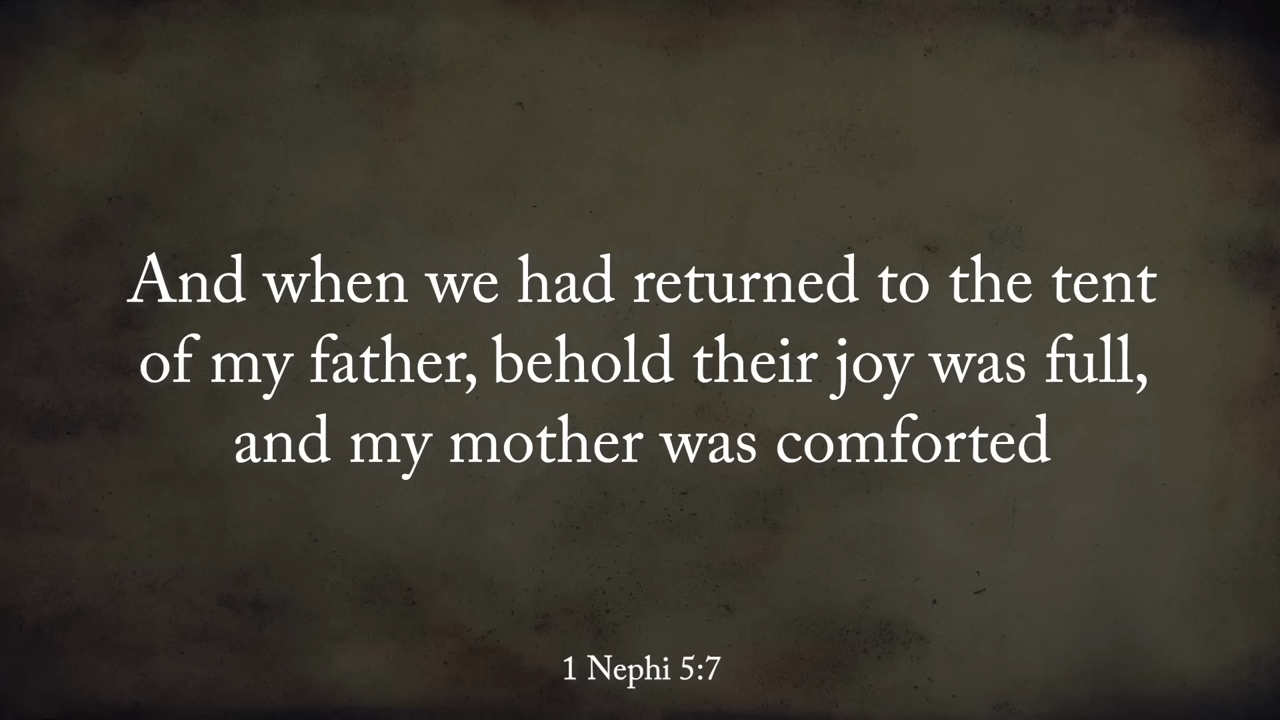 And when we had returned to the tent
of my father, behold their joy was full,
and my mother was comforted
1 Nephi 5:7